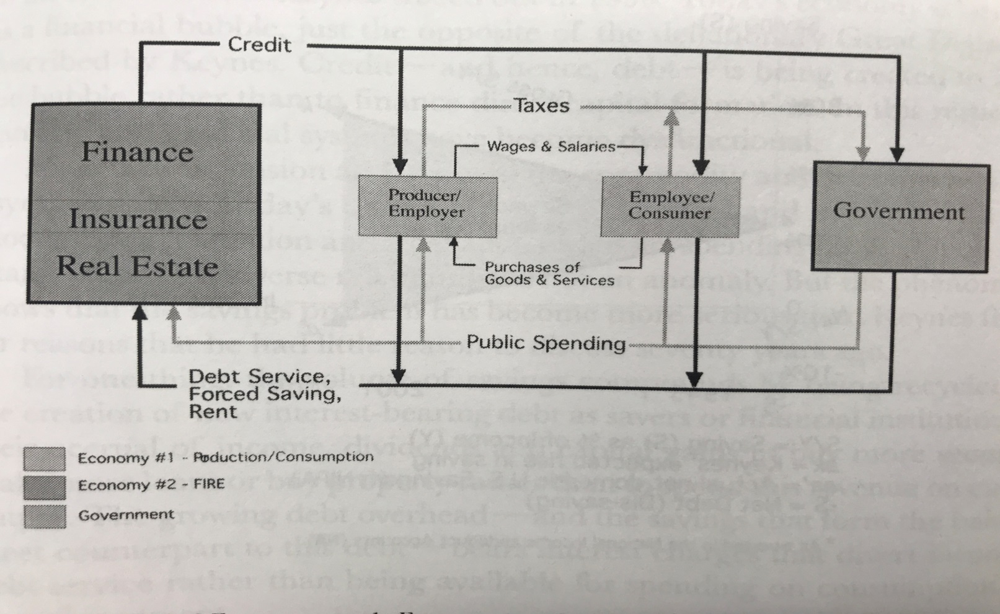 Credit
Taxes
Wages & Salaries
Finance
Insurance
Real Estate
Producer/
Employer
Employee/
Consumer
Government
Purchases of
Goods & Services
Public Spending
Debt Service,
Forced Saving,
Rent
Economy #1 - Production/Consumption
Economy #2 - FIRE
Government